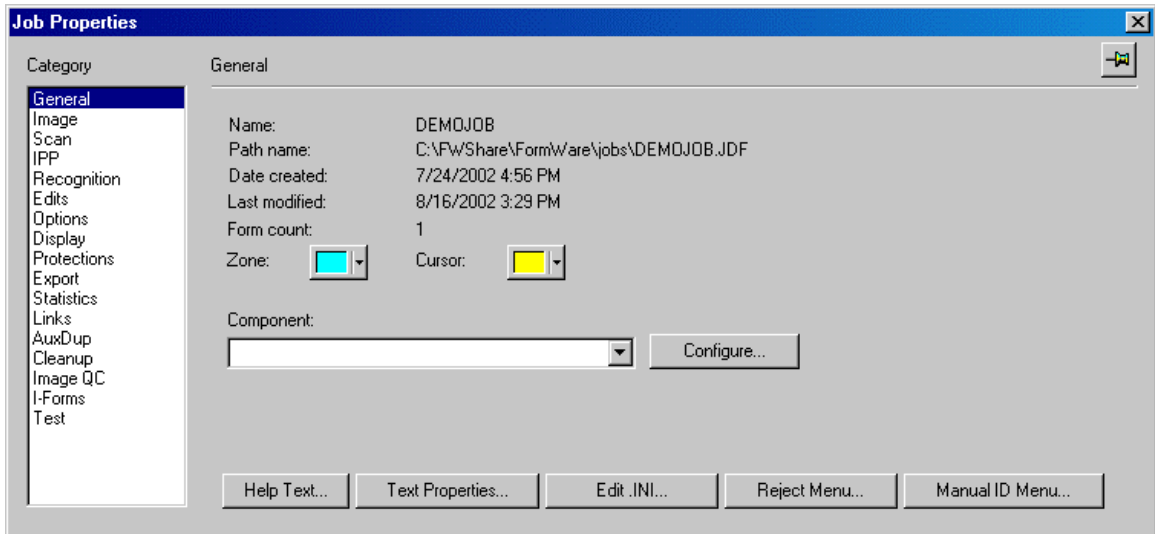 Job Properties
Category
General
Image
Scan
IPP
Recognition
Edits
Options
Display
Protections
Export
Statistics
Links
AuxDup
Cleanup
Image QC
I-Forms
Test
General
Name: DEMOJOB
Path name: C:\FWShare\FormWare\jobs\DEMOJOB.JDF
Date created: 7/24/2002 4:56 PM
Last modified: 8/16/2002 3:29 PM
Form count: 1
Zone: Cursor:
Component:
Configure...
Help Text... Text Properties... Edit .INI... Reject Menu... Manual ID Menu...